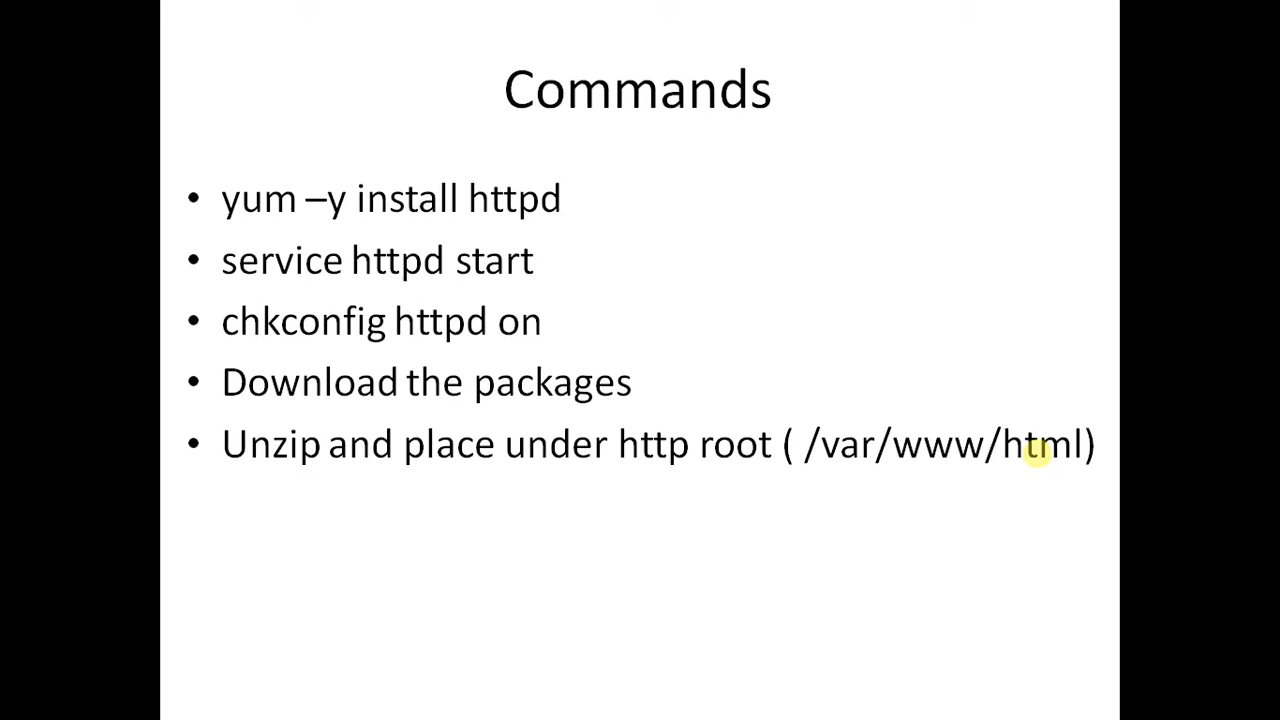 Commands
• yum –y install httpd
• service httpd start
• chkconfig httpd on
• Download the packages
• Unzip and place under http root ( /var/www/html)